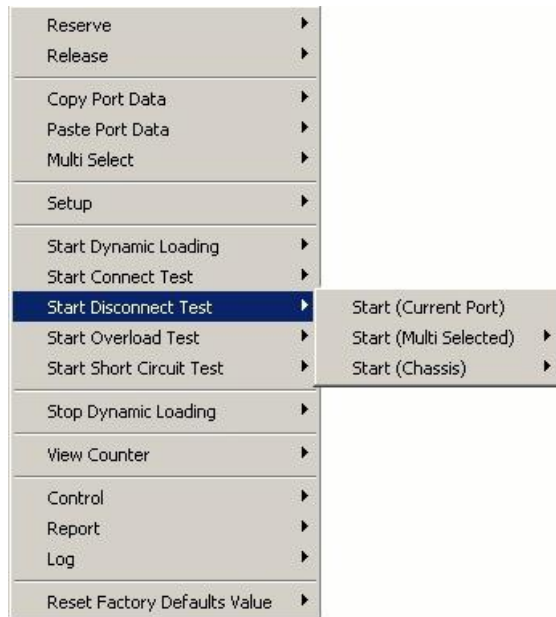 Reserve
Release
Copy Port Data
Paste Port Data
Multi Select
Setup
Start Dynamic Loading
Start Connect Test
Start Disconnect Test
Start Overload Test
Start Short Circuit Test
Stop Dynamic Loading
View Counter
Control
Report
Log
Reset Factory Defaults Value
Start (Current Port)
Start (Multi Selected)
Start (Chassis)